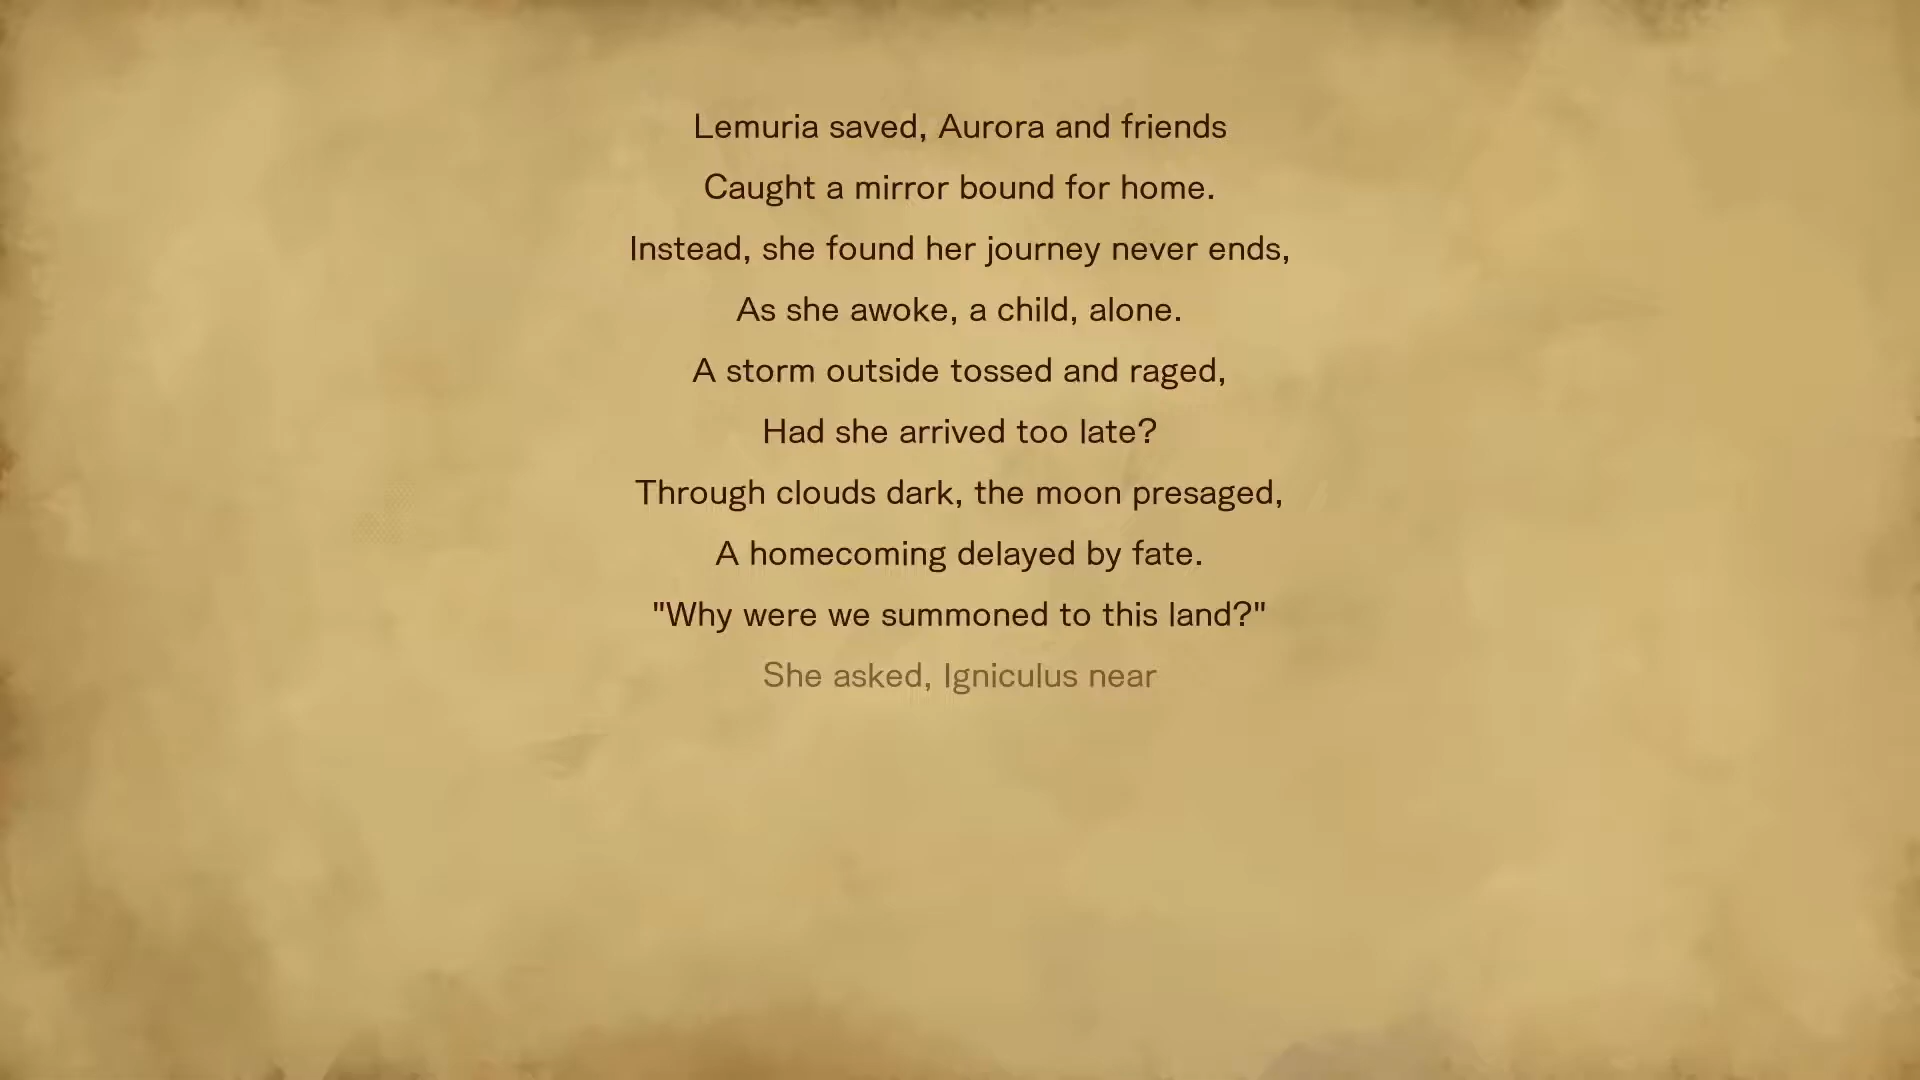 Lemuria saved, Aurora and friends
Caught a mirror bound for home.
Instead, she found her journey never ends,
As she awoke, a child, alone.
A storm outside tossed and raged,
Had she arrived too late?
Through clouds dark, the moon presaged,
A homecoming delayed by fate.
"Why were we summoned to this land?"
She asked, Igniculus near